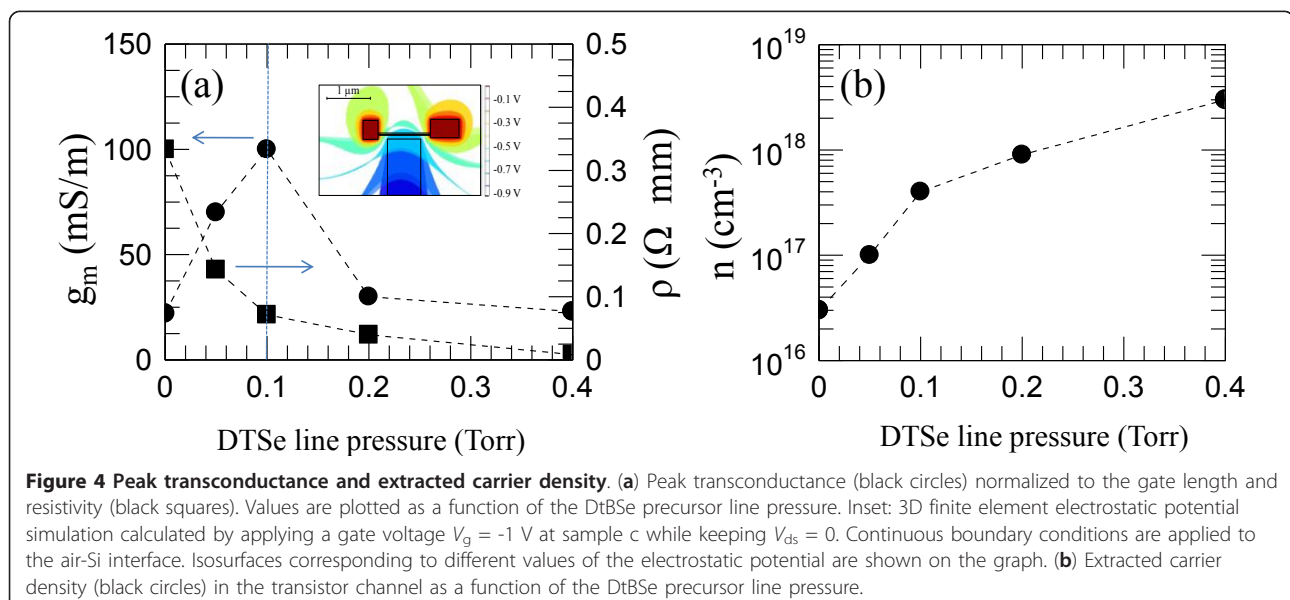 150
100
50
0
g_m (mS/m)
(a)
1 µm
-0.1 V
-0.3 V
-0.5 V
-0.7 V
-0.9 V
0.5
0.4
0.3
0.2
0.1
0
ρ (Ω mm)
0 0.1 0.2 0.3 0.4
DTSe line pressure (Torr)
(b)
10^19
10^18
10^17
10^16
n (cm^-3)
0 0.1 0.2 0.3 0.4
DTSe line pressure (Torr)
Figure 4 Peak transconductance and extracted carrier density. (a) Peak transconductance (black circles) normalized to the gate length and
resistivity (black squares). Values are plotted as a function of the DtBSe precursor line pressure. Inset: 3D finite element electrostatic potential
simulation calculated by applying a gate voltage V_g = -1 V at sample c while keeping V_ds = 0. Continuous boundary conditions are applied to
the air-Si interface. Isosurfaces corresponding to different values of the electrostatic potential are shown on the graph. (b) Extracted carrier
density (black circles) in the transistor channel as a function of the DtBSe precursor line pressure.